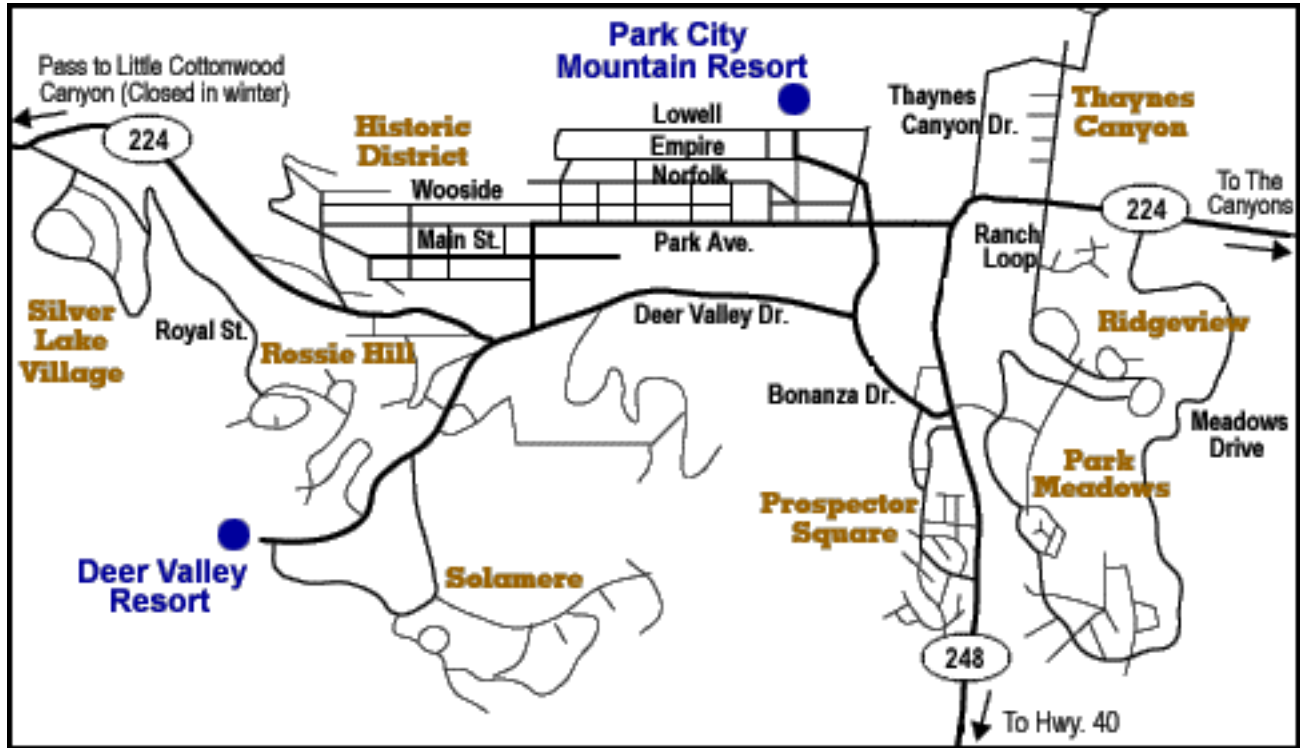 Park City
Mountain Resort
Pass to Little Cottonwood
Canyon (Closed in winter)
224
Historic
District
Lowell
Empire
Norfolk
Wooside
Main St.
Park Ave.
Thaynes
Canyon Dr.
Thaynes
Canyon
224
To The
Canyons
Ranch
Loop
Silver
Lake
Village
Royal St.
Rossie Hill
Deer Valley Dr.
Ridgeview
Bonanza Dr.
Meadows
Drive
Park
Meadows
Prospector
Square
Deer Valley
Resort
Solamere
248
To Hwy. 40